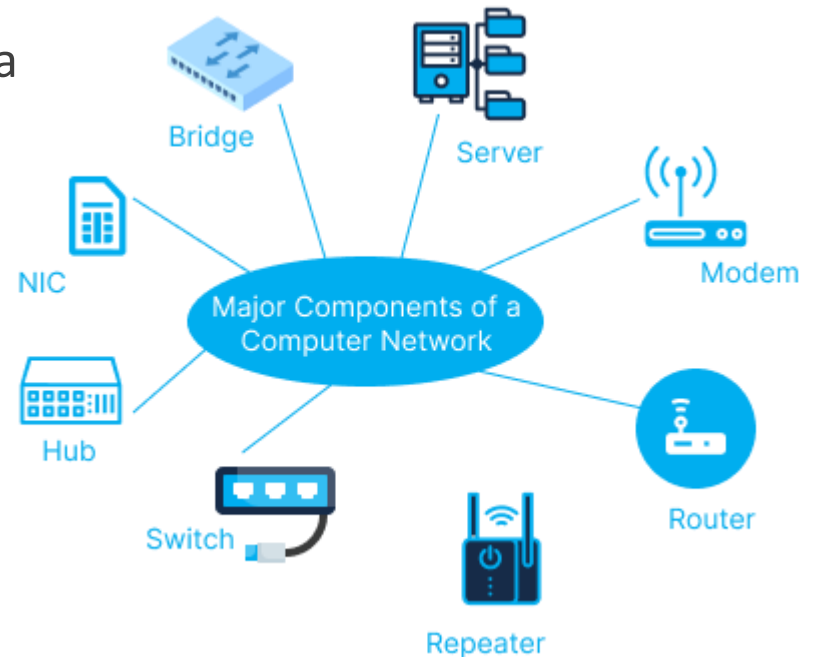 a
Bridge
Server
NIC
Modem
Major Components of a
Computer Network
Hub
Switch
Router
Repeater